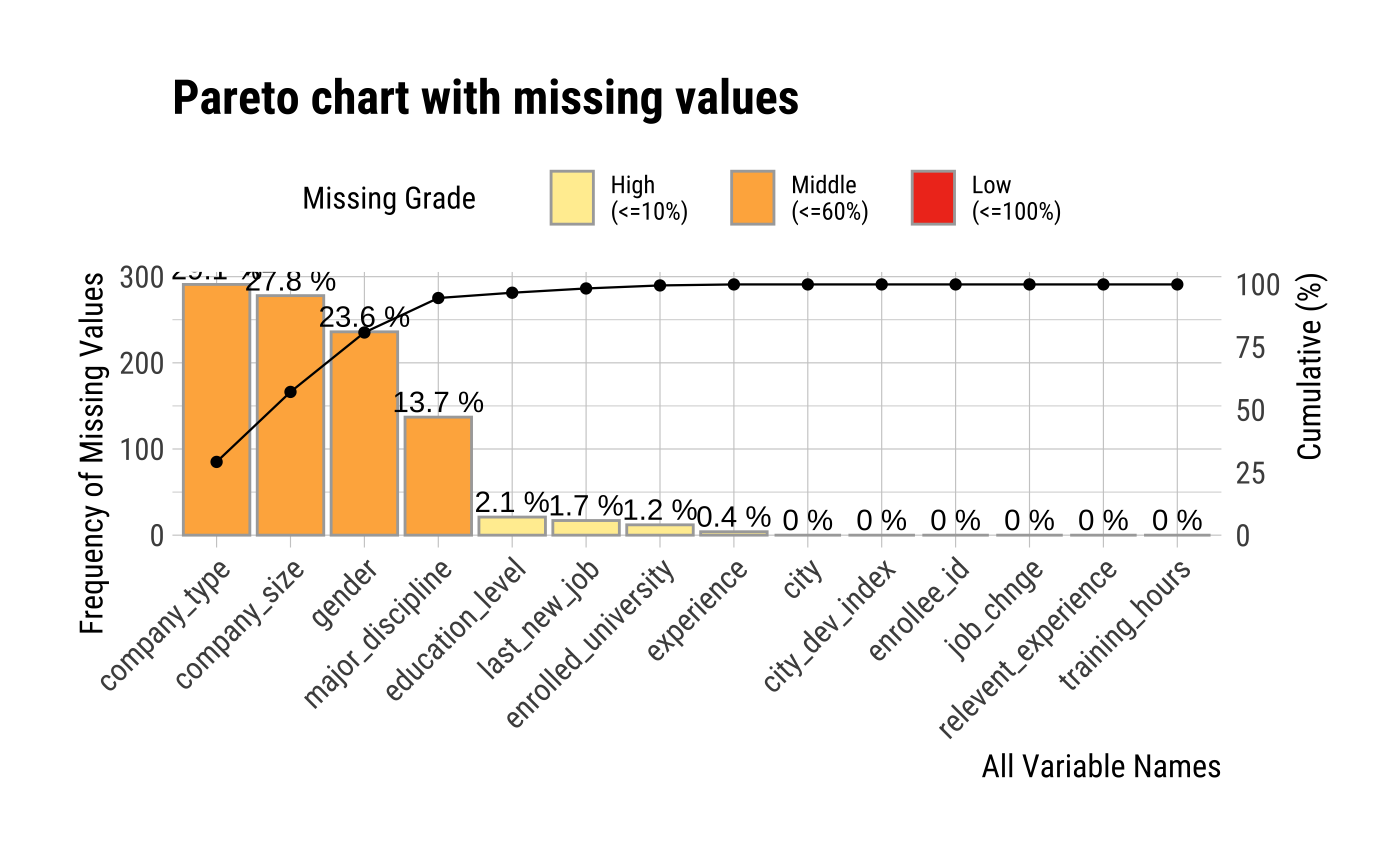 Pareto chart with missing values
Missing Grade
High
(<=10%)
Middle
(<=60%)
Low
(<=100%)
Frequency of Missing Values
300
200
100
0
29.1 %
27.8 %
23.6 %
13.7 %
2.1 %
1.7 %
1.2 %
0.4 %
0 %
0 %
0 %
0 %
0 %
0 %
100
75
50
25
0
Cumulative (%)
company_type
company_size
gender
major_discipline
education_level
last_new_job
enrolled_university
experience
city
city_dev_index
enrollee_id
job_chnge
relevent_experience
training_hours
All Variable Names